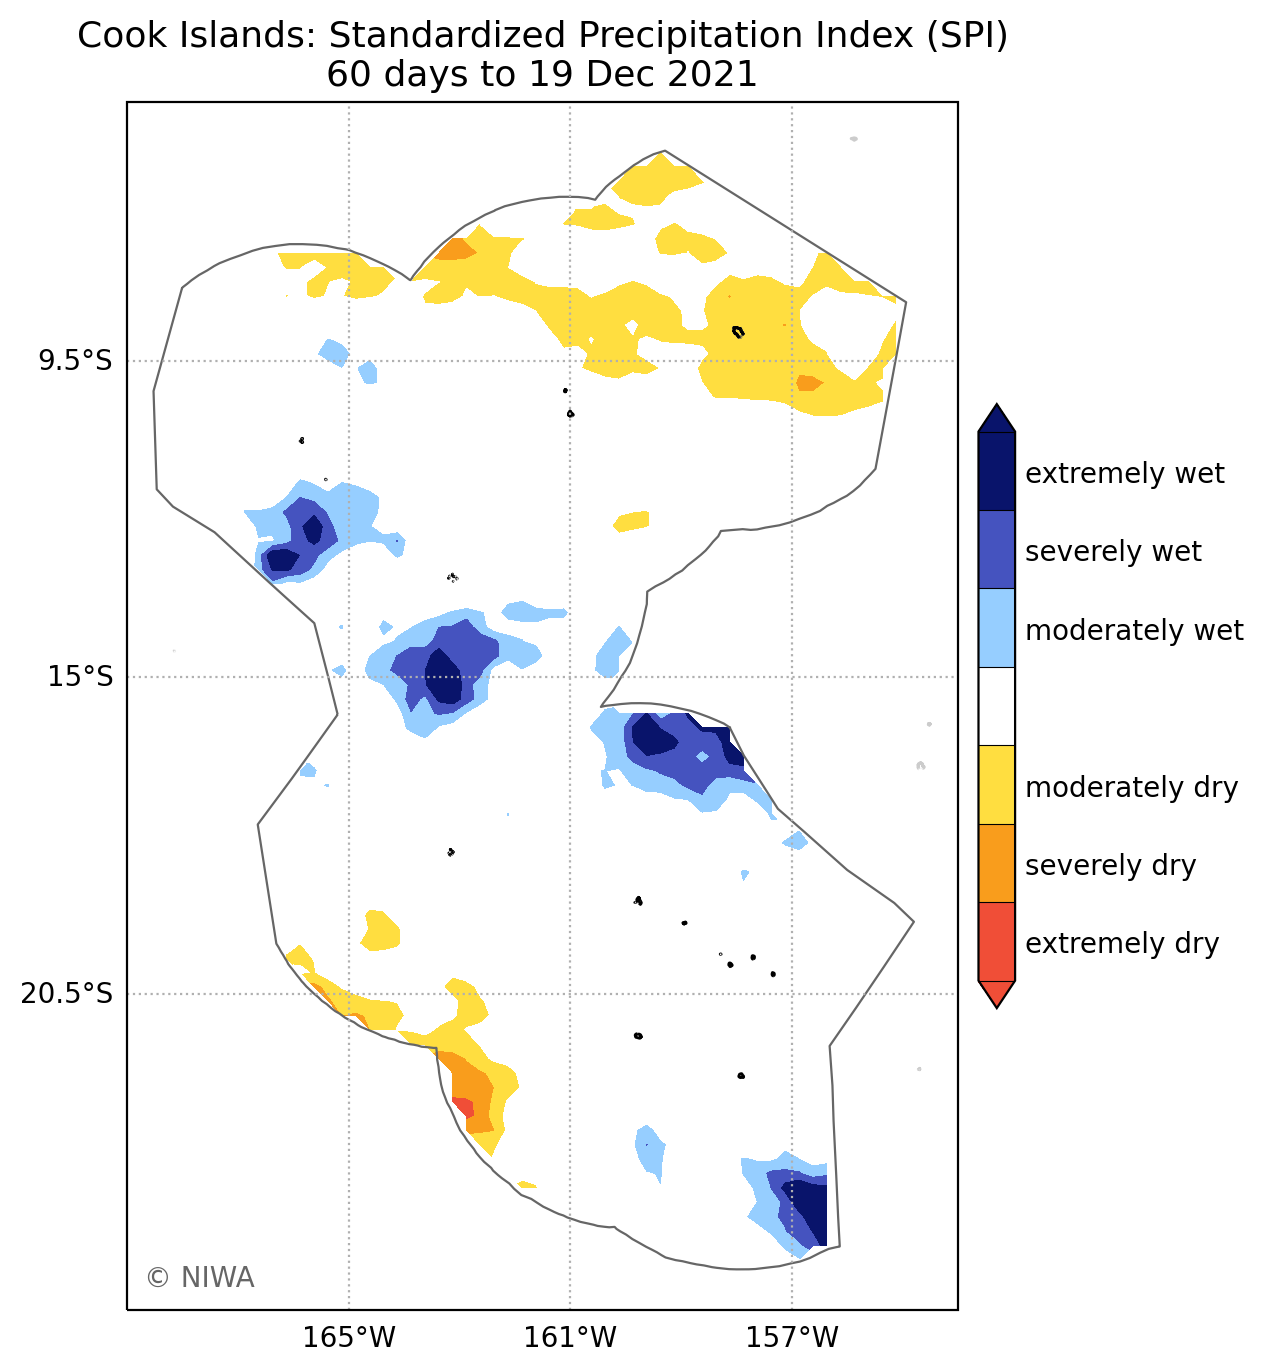 Cook Islands: Standardized Precipitation Index (SPI)
60 days to 19 Dec 2021
9.5°S
15°S
20.5°S
165°W
161°W
157°W
© NIWA
extremely wet
severely wet
moderately wet
moderately dry
severely dry
extremely dry